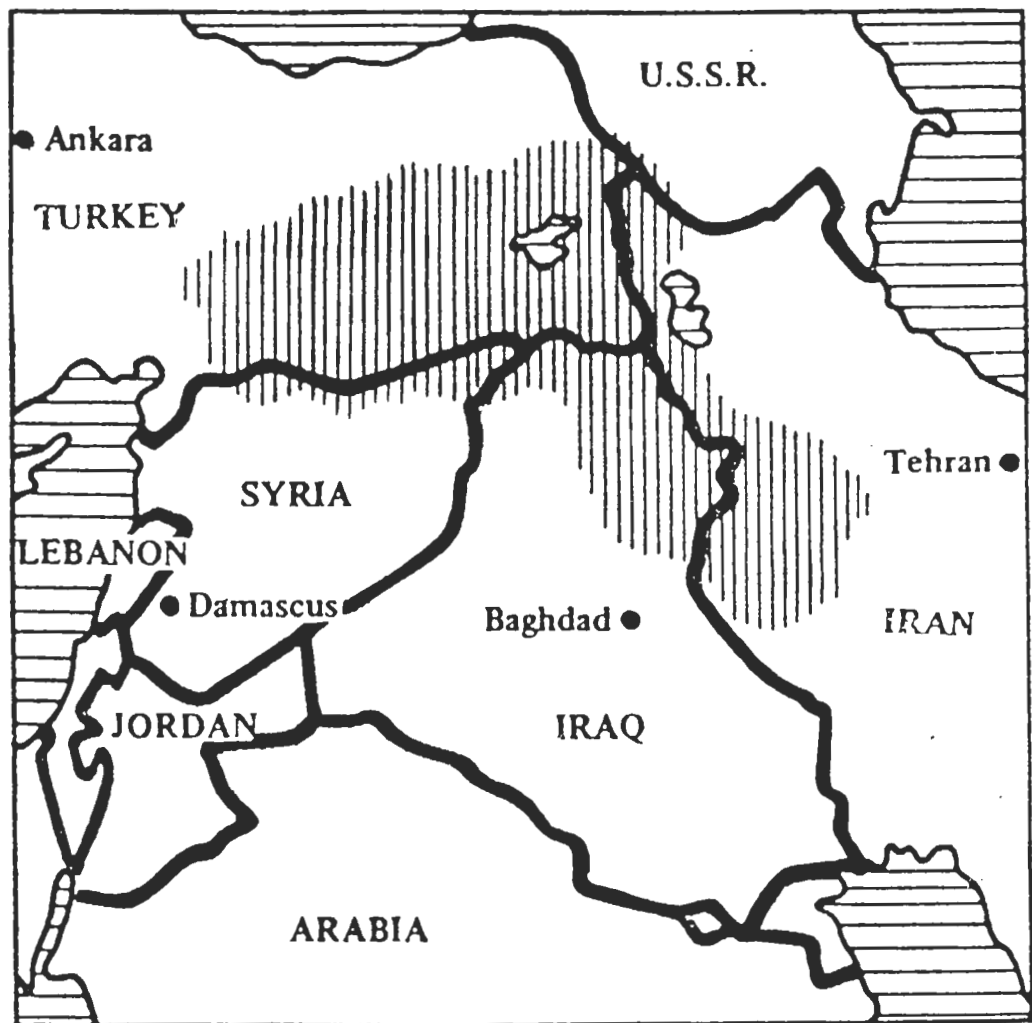 U.S.S.R.
Ankara
TURKEY
Tehran
SYRIA
LEBANON
Damascus
Baghdad
IRAN
JORDAN
IRAQ
ARABIA